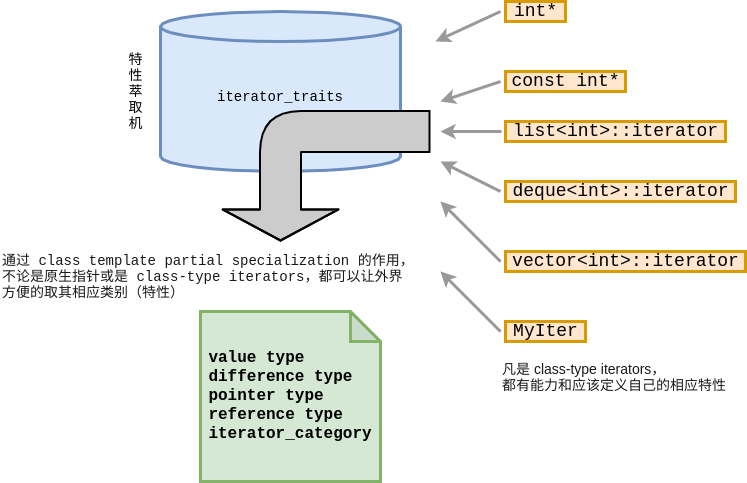 int*
特
性
萃
取
机
iterator_traits
const int*
list<int>::iterator
deque<int>::iterator
vector<int>::iterator
MyIter
通过 class template partial specialization 的作用，
不论是原生指针或是 class-type iterators，都可以让外界
方便的取其相应类别（特性）
凡是 class-type iterators，
都有能力和应该定义自己的相应特性
value type
difference type
pointer type
reference type
iterator_category